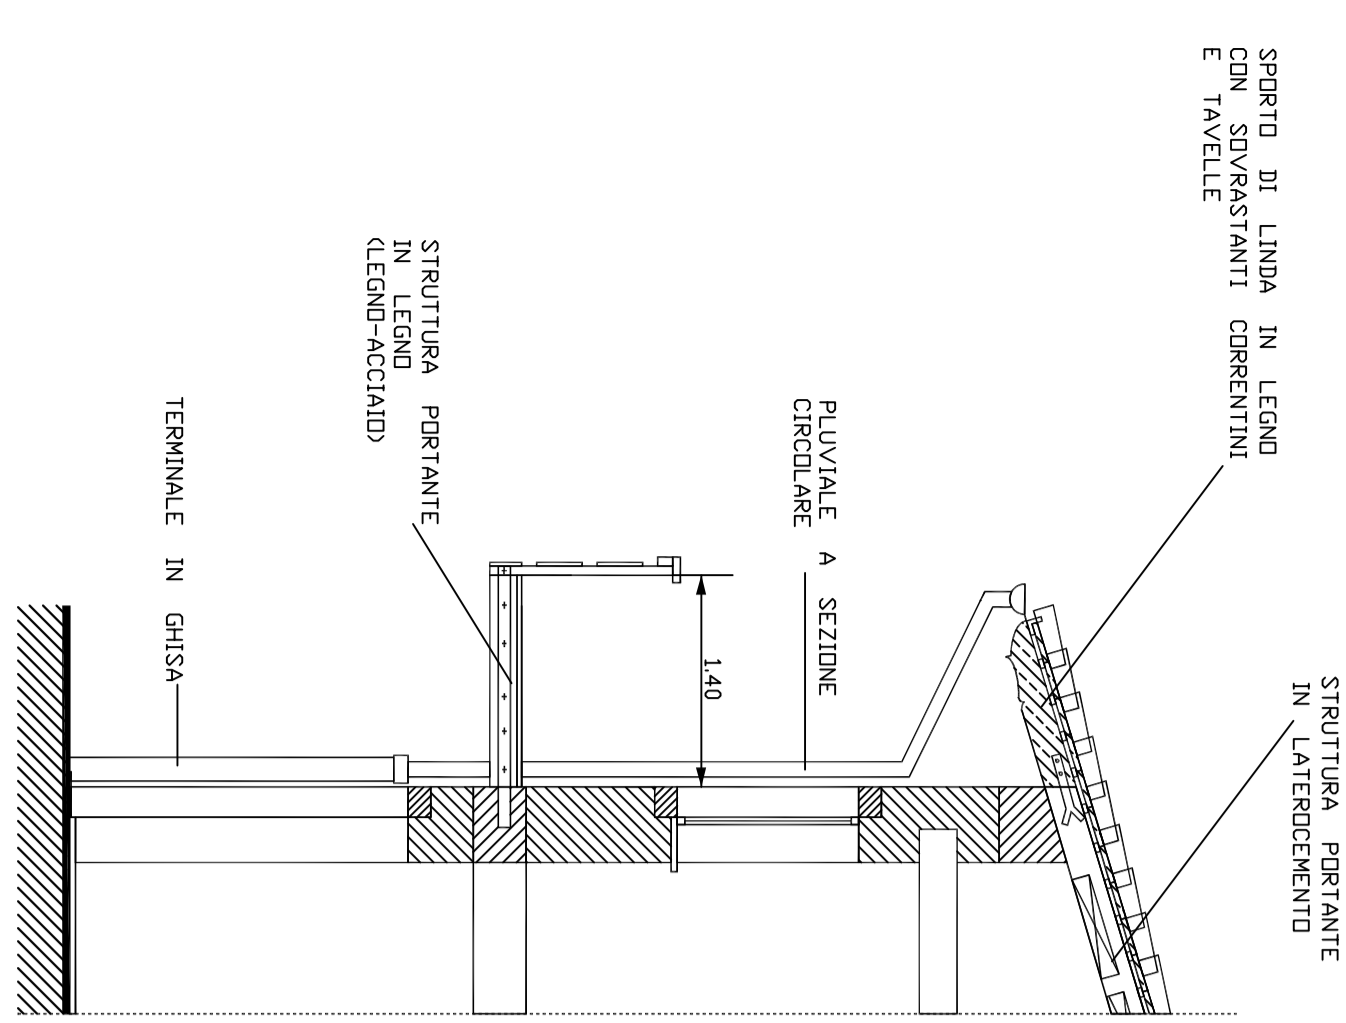 SPORTO DI LINDA IN LEGNO
CON SOVRASTANTI CORRENTINI
E TAVELLE
STRUTTURA PORTANTE
IN LATEROCEMENTO
PLUVIALE A SEZIONE
CIRCOLARE
1,40
STRUTTURA PORTANTE
IN LEGNO
(LEGNO-ACCIAIO)
TERMINALE IN GHISA